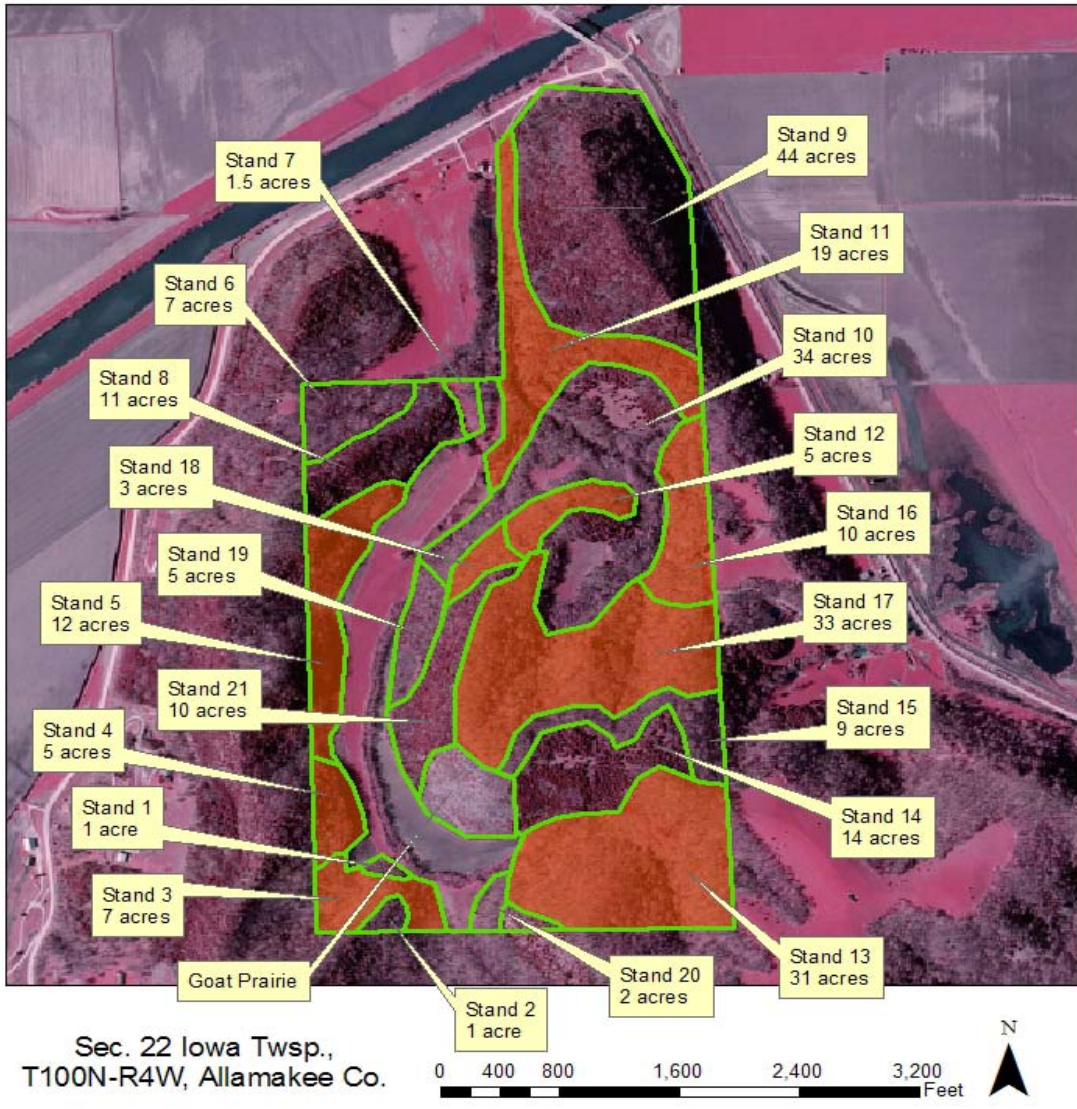 Stand 9
44 acres
Stand 7
1.5 acres
Stand 11
19 acres
Stand 6
7 acres
Stand 10
34 acres
Stand 8
11 acres
Stand 12
5 acres
Stand 18
3 acres
Stand 16
10 acres
Stand 19
5 acres
Stand 5
12 acres
Stand 17
33 acres
Stand 21
10 acres
Stand 15
9 acres
Stand 4
5 acres
Stand 1
1 acre
Stand 14
14 acres
Stand 3
7 acres
Stand 13
31 acres
Goat Prairie
Stand 20
2 acres
Stand 2
1 acre
Sec. 22 Iowa Twsp.,
T100N-R4W, Allamakee Co.
0 400 800 1,600 2,400 3,200
Feet
N